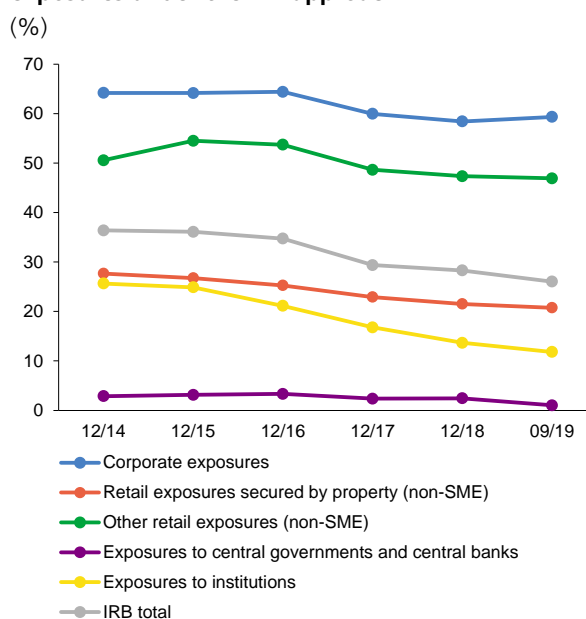 (%)
70
60
50
40
30
20
10
0
12/14 12/15 12/16 12/17 12/18 09/19
Corporate exposures
Retail exposures secured by property (non-SME)
Other retail exposures (non-SME)
Exposures to central governments and central banks
Exposures to institutions
IRB total